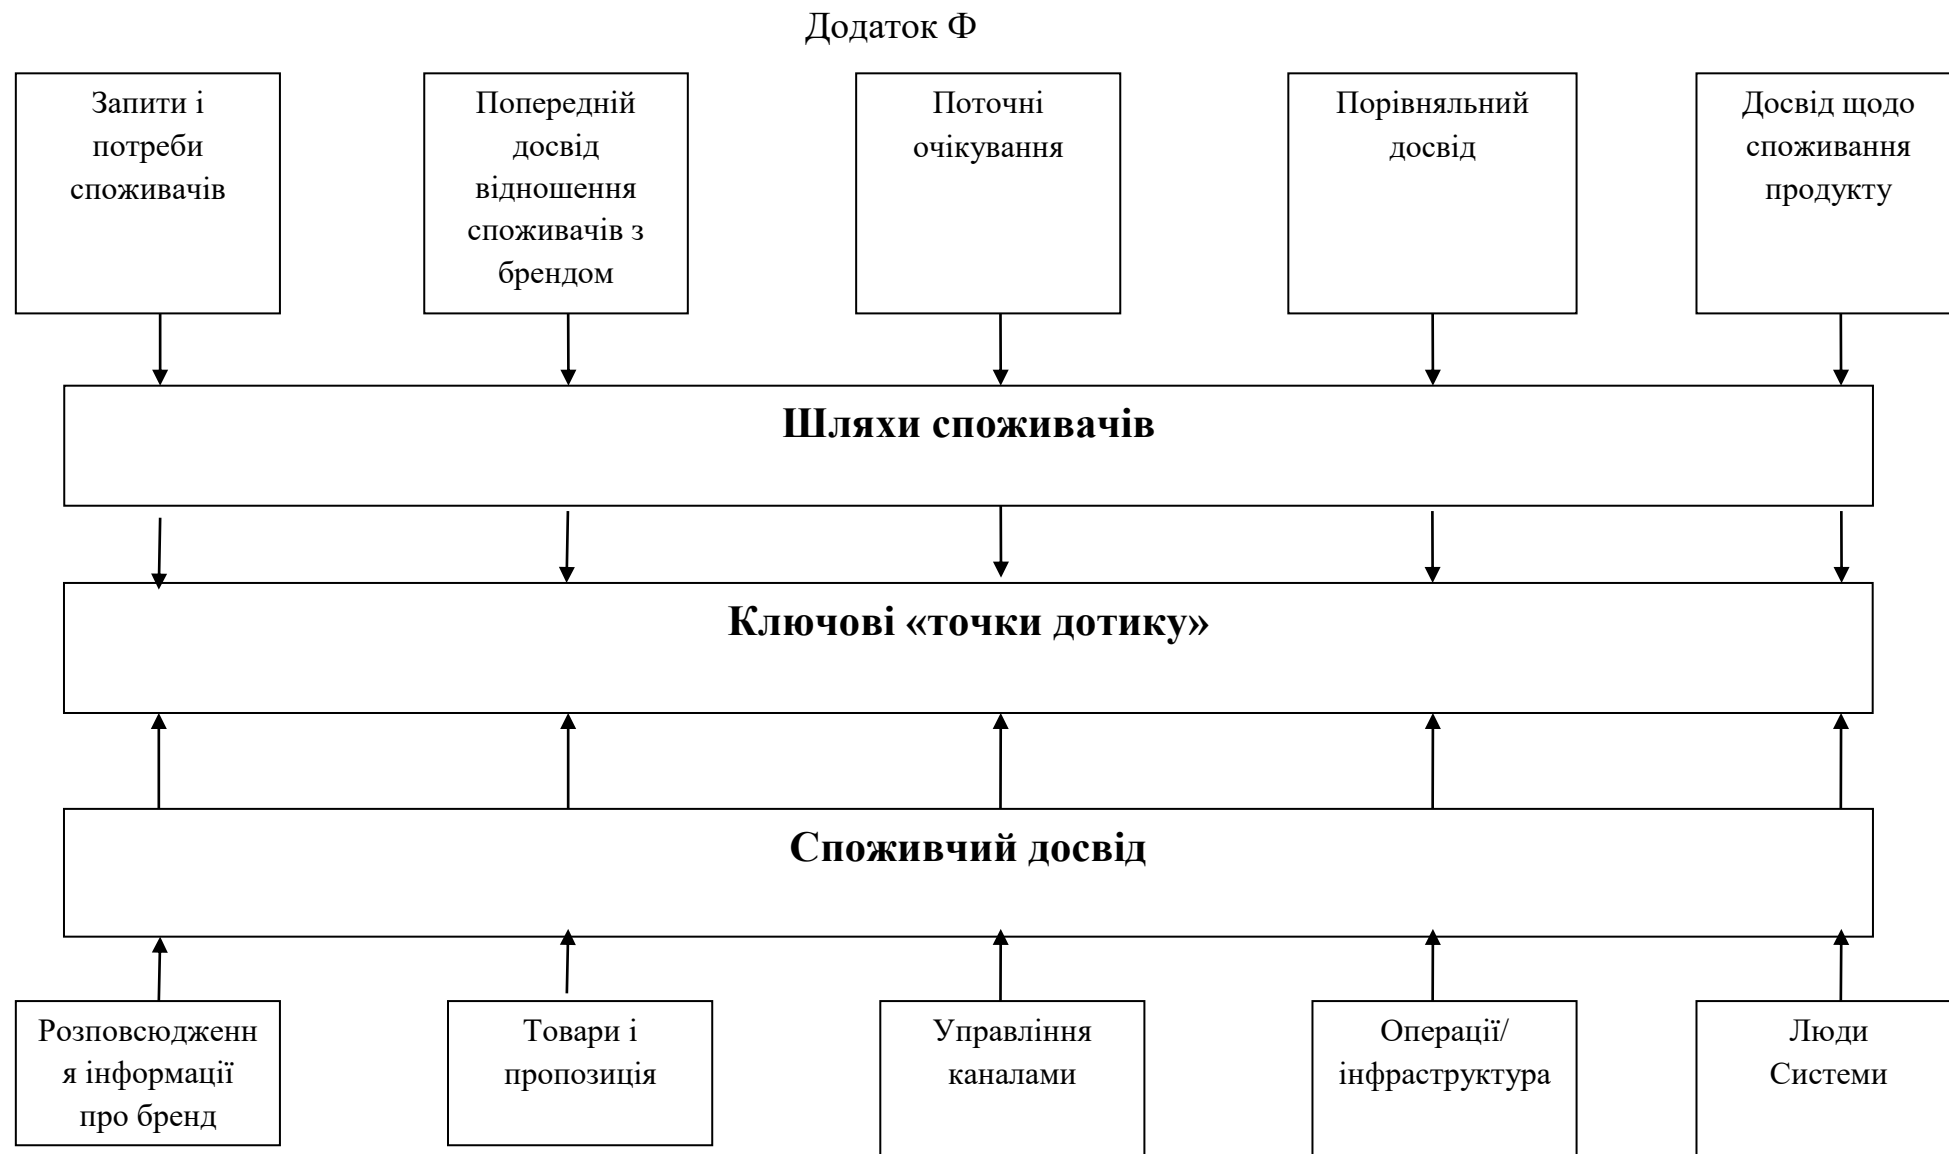 Додаток Ф
Запити і
потреби
споживачів
Попередній
досвід
відношення
споживачів з
брендом
Поточні
очікування
Порівняльний
досвід
Досвід щодо
споживання
продукту
Шляхи споживачів
Ключові «точки дотику»
Споживчий досвід
Розповсюдженн
я інформації
про бренд
Товари і
пропозиція
Управління
каналами
Операції/
інфраструктура
Люди
Системи